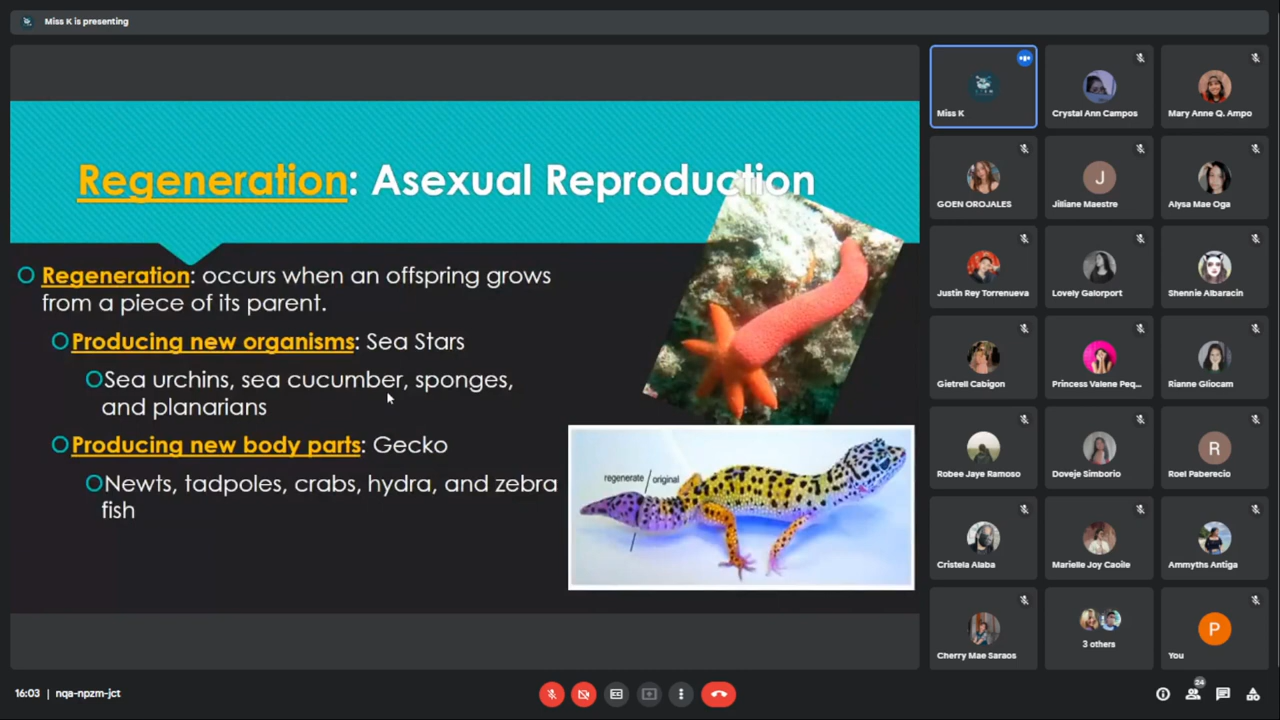 Miss K is presenting
Regeneration: Asexual Reproduction
Regeneration: occurs when an offspring grows
from a piece of its parent.
Producing new organisms: Sea Stars
Sea urchins, sea cucumber, sponges,
and planarians
Producing new body parts: Gecko
Newts, tadpoles, crabs, hydra, and zebra
fish
regenerate / original
Miss K
Crystal Ann Campos
Mary Anne Q. Ampo
GOEN OROJALES
J
Jilliane Maestre
Alysa Mae Oga
Justin Rey Torrenueva
Lovely Galorport
Shennie Albaracin
Gietrell Cabigon
Princess Valene Peq...
Rianne Gliocam
Robee Jaye Ramoso
Doveje Simborio
R
Roel Paberecio
Cristela Alaba
Marielle Joy Caoile
Ammyths Antiga
Cherry Mae Saraos
3 others
P
You
16:03 | nqa-npzm-jct
24